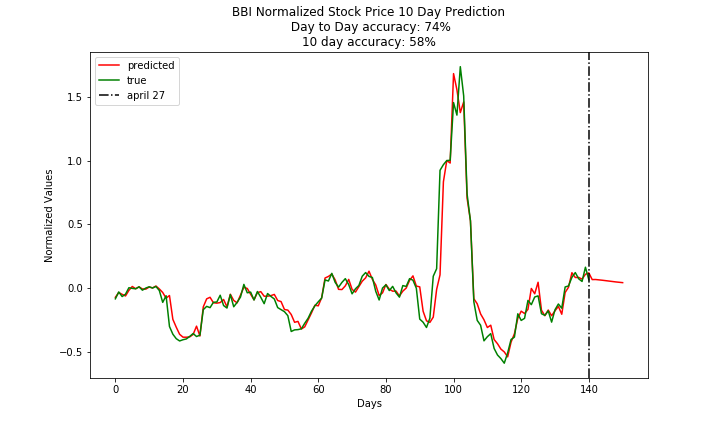 BBI Normalized Stock Price 10 Day Prediction
Day to Day accuracy: 74%
10 day accuracy: 58%
predicted
true
april 27
Normalized Values
1.5
1.0
0.5
0.0
−0.5
0 20 40 60 80 100 120 140
Days